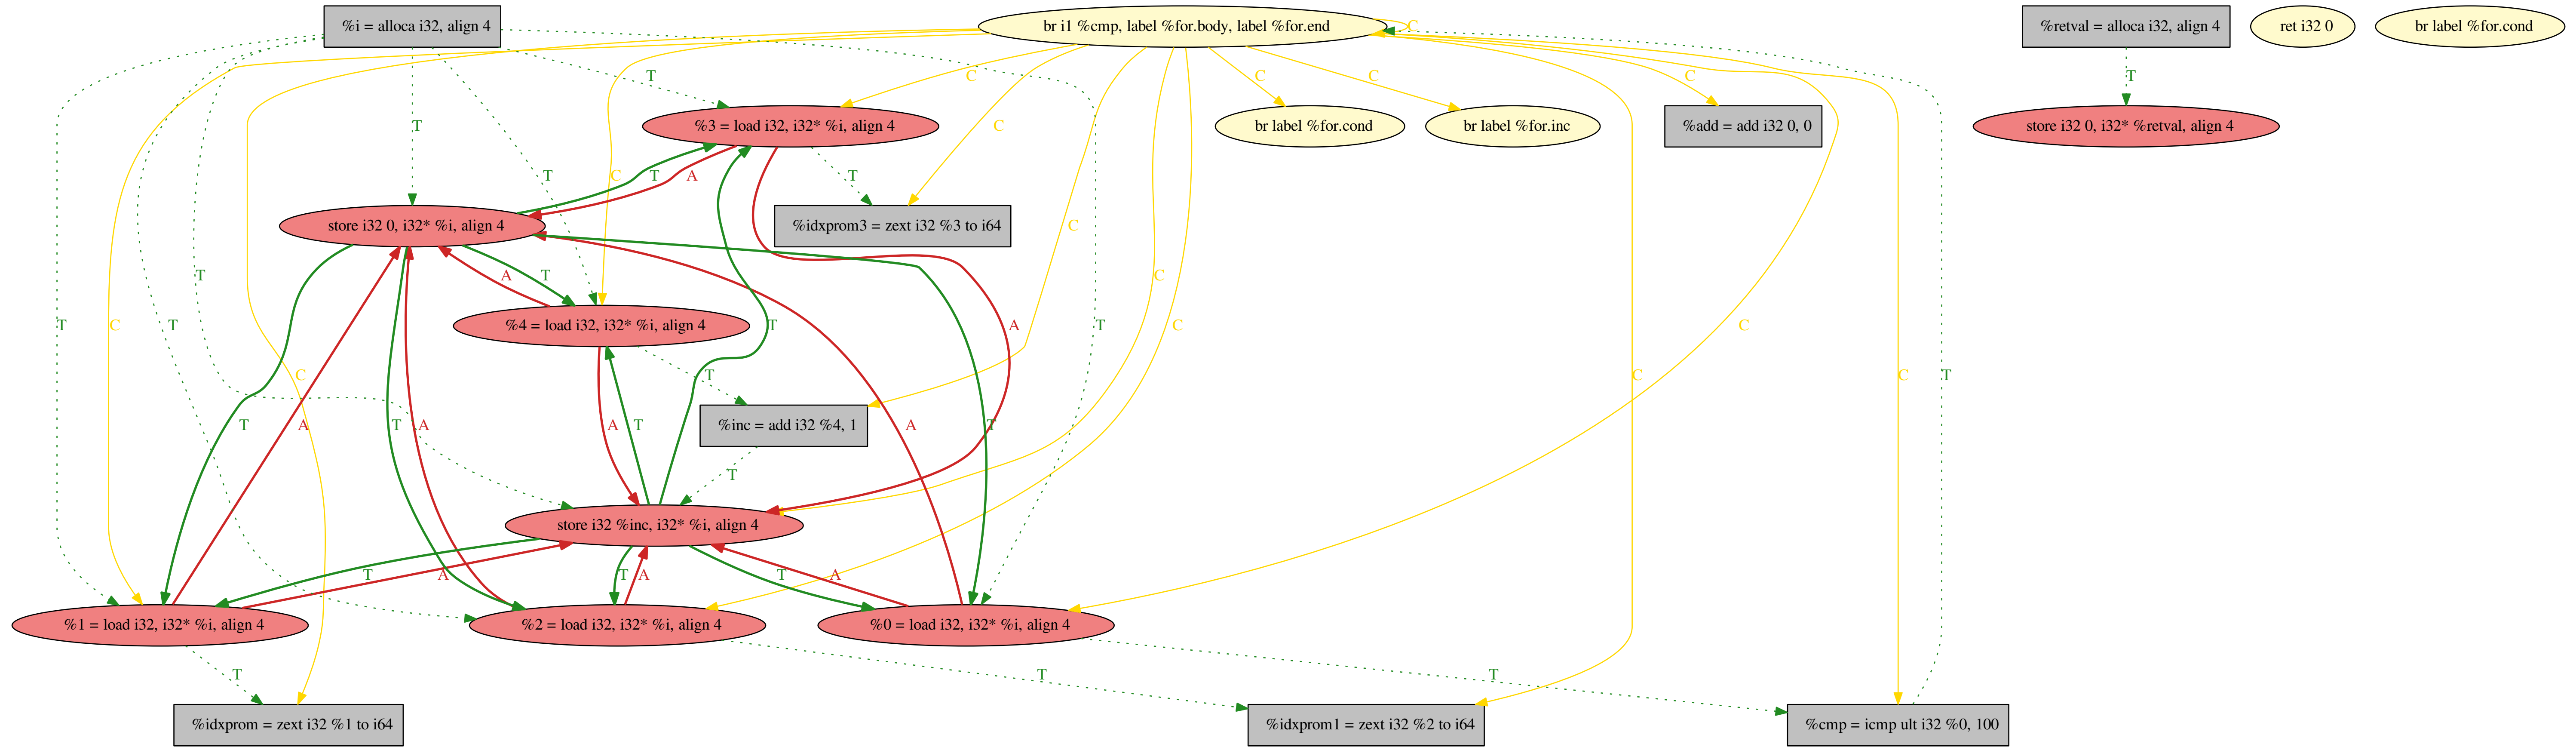 %i = alloca i32, align 4
br i1 %cmp, label %for.body, label %for.end
C
%retval = alloca i32, align 4
ret i32 0
br label %for.cond
T
C
C
C
C
T
%3 = load i32, i32* %i, align 4
br label %for.cond
br label %for.inc
%add = add i32 0, 0
store i32 0, i32* %retval, align 4
T
C
T
T
C
T
A
T
store i32 0, i32* %i, align 4
%idxprom3 = zext i32 %3 to i64
C
T
A
T
C
T
C
T
%4 = load i32, i32* %i, align 4
A
T
T
C
C
C
T
C
C
C
T
T
A
T
A
%inc = add i32 %4, 1
A
T
A
T
T
store i32 %inc, i32* %i, align 4
T
A
T
A
T
A
%1 = load i32, i32* %i, align 4
%2 = load i32, i32* %i, align 4
%0 = load i32, i32* %i, align 4
T
T
T
%idxprom = zext i32 %1 to i64
%idxprom1 = zext i32 %2 to i64
%cmp = icmp ult i32 %0, 100